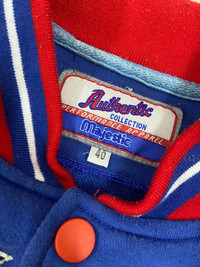 Authentic
COLLECTION
PERFORMANCE APPAREL
Majestic
40